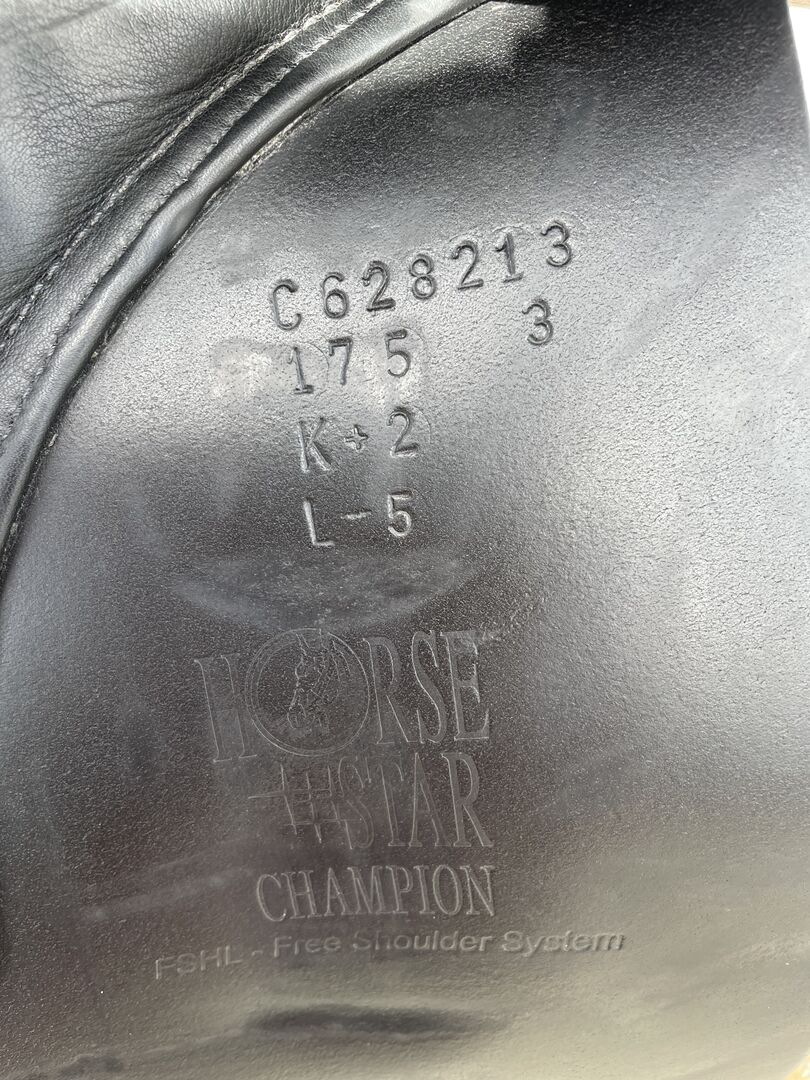 C628213
175 3
K+2
L-5
HORSE
STAR
CHAMPION
FSHL - Free Shoulder System